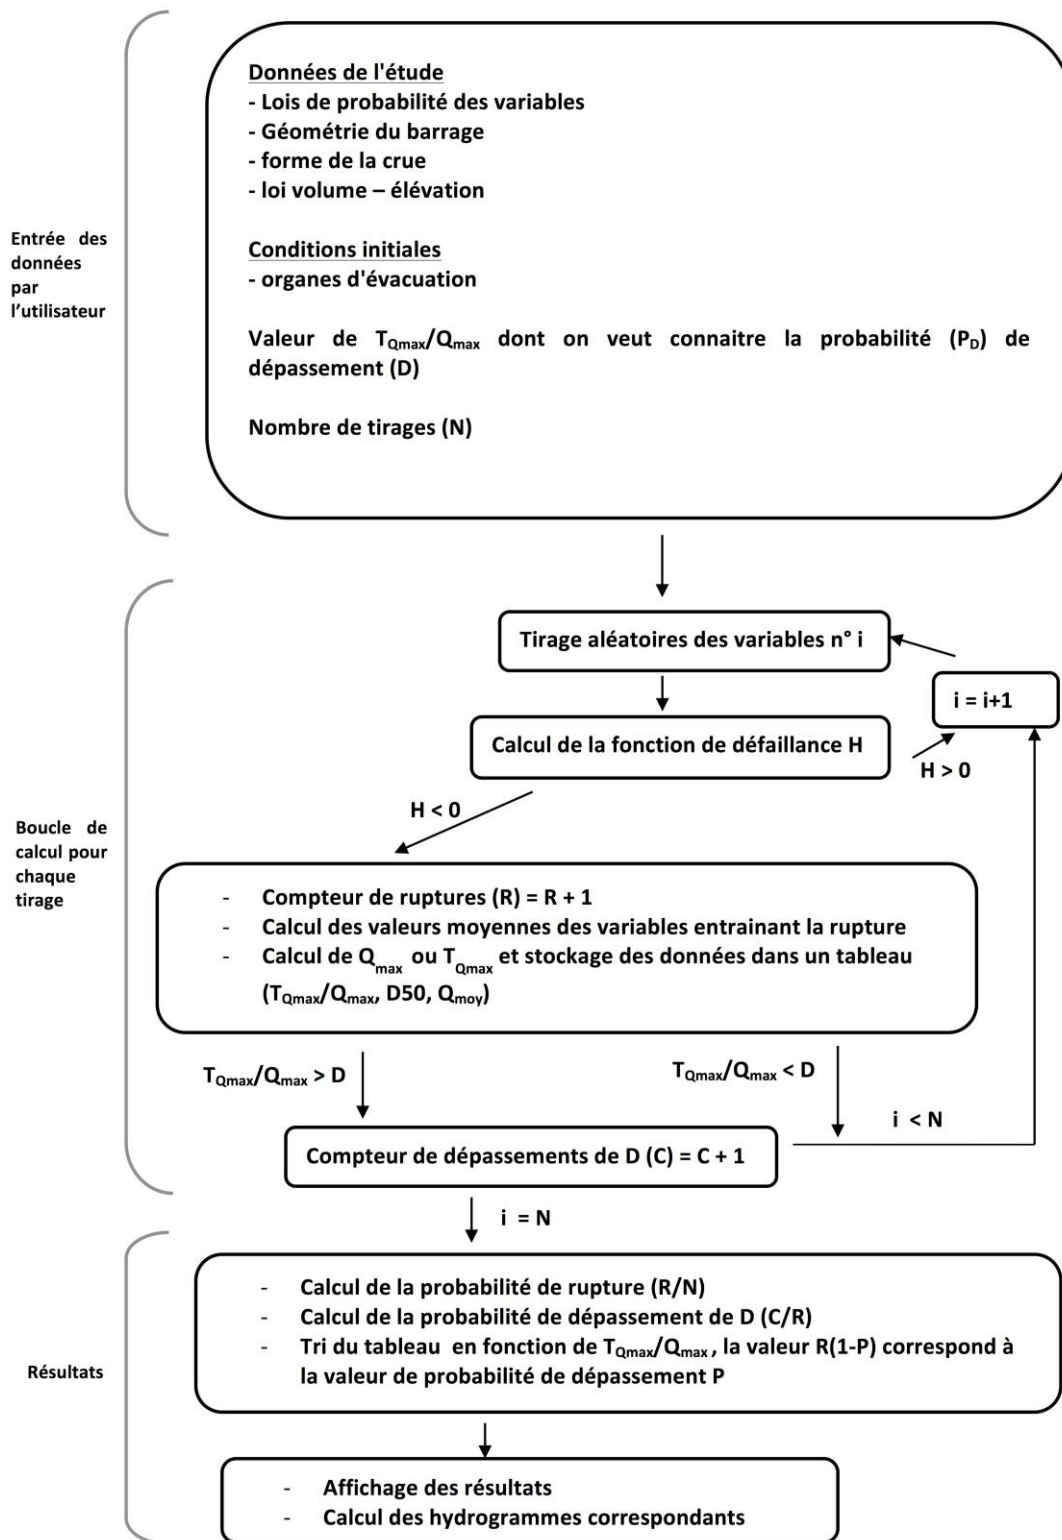 Données de l'étude
- Lois de probabilité des variables
- Géométrie du barrage
- forme de la crue
- loi volume – élévation
Entrée des
données
par
l'utilisateur
Conditions initiales
- organes d'évacuation
Valeur de TQmax/Qmax dont on veut connaitre la probabilité (PD) de
dépassement (D)
Nombre de tirages (N)
Tirage aléatoires des variables n° i
i = i+1
Calcul de la fonction de défaillance H
H > 0
H < 0
Boucle de
calcul pour
chaque
tirage
- Compteur de ruptures (R) = R + 1
- Calcul des valeurs moyennes des variables entrainant la rupture
- Calcul de Qmax ou TQmax et stockage des données dans un tableau
(TQmax/Qmax, D50, Qmoy)
TQmax/Qmax > D
TQmax/Qmax < D
i < N
Compteur de dépassements de D (C) = C + 1
i = N
Résultats
- Calcul de la probabilité de rupture (R/N)
- Calcul de la probabilité de dépassement de D (C/R)
- Tri du tableau en fonction de TQmax/Qmax, la valeur R(1-P) correspond à
la valeur de probabilité de dépassement P
- Affichage des résultats
- Calcul des hydrogrammes correspondants